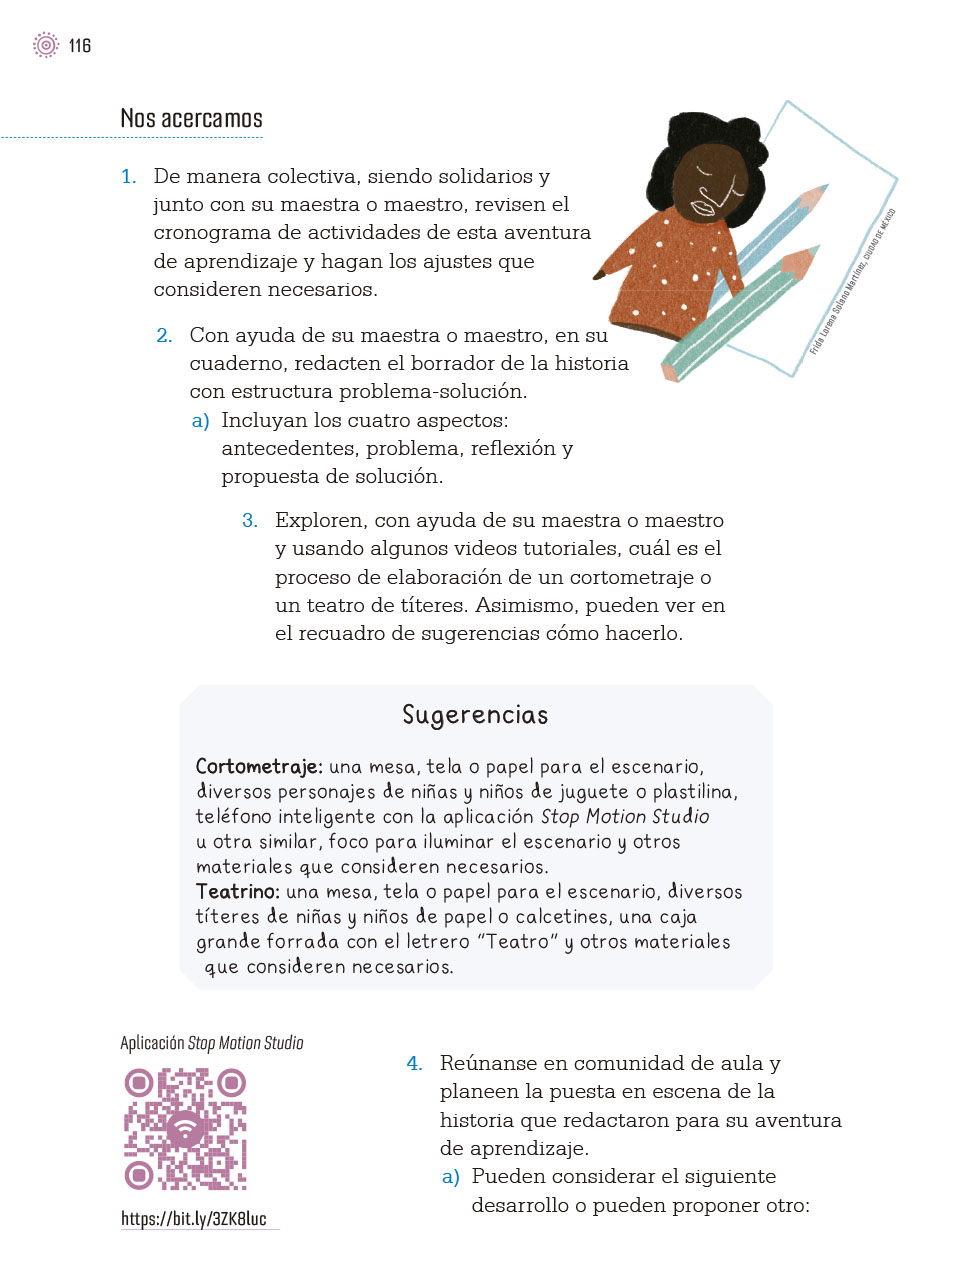 116
Nos acercamos
1. De manera colectiva, siendo solidarios y
junto con su maestra o maestro, revisen el
cronograma de actividades de esta aventura
de aprendizaje y hagan los ajustes que
consideren necesarios.
Frida Lorena Solano Martínez, CIUDAD DE MÉXICO
2. Con ayuda de su maestra o maestro, en su
cuaderno, redacten el borrador de la historia
con estructura problema-solución.
a) Incluyan los cuatro aspectos:
antecedentes, problema, reflexión y
propuesta de solución.
3. Exploren, con ayuda de su maestra o maestro
y usando algunos videos tutoriales, cuál es el
proceso de elaboración de un cortometraje o
un teatro de títeres. Asimismo, pueden ver en
el recuadro de sugerencias cómo hacerlo.
Sugerencias
Cortometraje: una mesa, tela o papel para el escenario,
diversos personajes de niñas y niños de juguete o plastilina,
teléfono inteligente con la aplicación Stop Motion Studio
u otra similar, foco para iluminar el escenario y otros
materiales que consideren necesarios.
Teatrino: una mesa, tela o papel para el escenario, diversos
títeres de niñas y niños de papel o calcetines, una caja
grande forrada con el letrero “Teatro” y otros materiales
que consideren necesarios.
Aplicación Stop Motion Studio
https://bit.ly/3ZK8luc
4. Reúnanse en comunidad de aula y
planeen la puesta en escena de la
historia que redactaron para su aventura
de aprendizaje.
a) Pueden considerar el siguiente
desarrollo o pueden proponer otro: